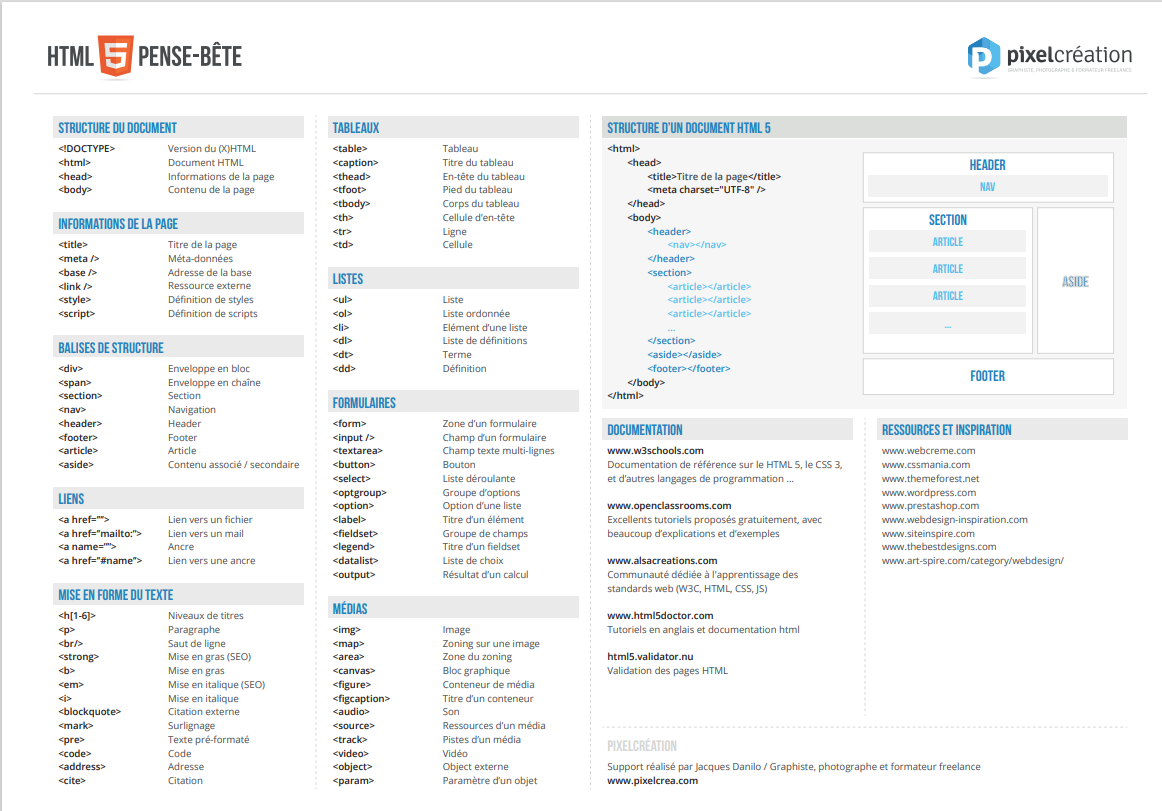 HTML 5 PENSE-BÊTE
pixelcréation
GRAPHISTE, PHOTOGRAPHE & FORMATEUR FREELANCE
STRUCTURE DU DOCUMENT
<!DOCTYPE> Version du (X)HTML
<html> Document HTML
<head> Informations de la page
<body> Contenu de la page
INFORMATIONS DE LA PAGE
<title> Titre de la page
<meta /> Méta-données
<base /> Adresse de la base
<link /> Ressource externe
<style> Définition de styles
<script> Définition de scripts
BALISES DE STRUCTURE
<div> Enveloppe en bloc
<span> Enveloppe en chaîne
<section> Section
<nav> Navigation
<header> Header
<footer> Footer
<article> Article
<aside> Contenu associé / secondaire
LIENS
<a href=""> Lien vers un fichier
<a href="mailto:"> Lien vers un mail
<a name=""> Ancre
<a href="#name"> Lien vers une ancre
MISE EN FORME DU TEXTE
<h[1-6]> Niveaux de titres
<p> Paragraphe
<br/> Saut de ligne
<strong> Mise en gras (SEO)
<b> Mise en gras
<em> Mise en italique (SEO)
<i> Mise en italique
<blockquote> Citation externe
<mark> Surlignage
<pre> Texte pré-formaté
<code> Code
<address> Adresse
<cite> Citation
TABLEAUX
<table> Tableau
<caption> Titre du tableau
<thead> En-tête du tableau
<tfoot> Pied du tableau
<tbody> Corps du tableau
<th> Cellule d'en-tête
<tr> Ligne
<td> Cellule
LISTES
<ul> Liste
<ol> Liste ordonnée
<li> Elément d'une liste
<dl> Liste de définitions
<dt> Terme
<dd> Définition
FORMULAIRES
<form> Zone d'un formulaire
<input /> Champ d'un formulaire
<textarea> Champ texte multi-lignes
<button> Bouton
<select> Liste déroulante
<optgroup> Groupe d'options
<option> Option d'une liste
<label> Titre d'un élément
<fieldset> Groupe de champs
<legend> Titre d'un fieldset
<datalist> Liste de choix
<output> Résultat d'un calcul
MÉDIAS
<img> Image
<map> Zoning sur une image
<area> Zone du zoning
<canvas> Bloc graphique
<figure> Conteneur de média
<figcaption> Titre d'un conteneur
<audio> Son
<source> Ressources d'un média
<track> Pistes d'un média
<video> Vidéo
<object> Object externe
<param> Paramètre d'un objet
STRUCTURE D'UN DOCUMENT HTML 5
<html>
<head>
<title>Titre de la page</title>
<meta charset="UTF-8" />
</head>
<body>
<header>
<nav></nav>
</header>
<section>
<article></article>
<article></article>
<article></article>
...
</section>
<aside></aside>
<footer></footer>
</body>
</html>
HEADER
NAV
SECTION
ARTICLE
ARTICLE
ARTICLE
...
ASIDE
FOOTER
DOCUMENTATION
www.w3schools.com
Documentation de référence sur le HTML 5, le CSS 3,
et d'autres langages de programmation ...
www.openclassrooms.com
Excellents tutoriels proposés gratuitement, avec
beaucoup d'explications et d'exemples
www.alsacreations.com
Communauté dédiée à l'apprentissage des
standards web (W3C, HTML, CSS, JS)
www.html5doctor.com
Tutoriels en anglais et documentation html
html5.validator.nu
Validation des pages HTML
RESSOURCES ET INSPIRATION
www.webcreme.com
www.cssmania.com
www.themeforest.net
www.wordpress.com
www.prestashop.com
www.webdesign-inspiration.com
www.siteinspire.com
www.thebestdesigns.com
www.art-spire.com/category/webdesign/
PIXELCRÉATION
Support réalisé par Jacques Danilo / Graphiste, photographe et formateur freelance
www.pixelcrea.com